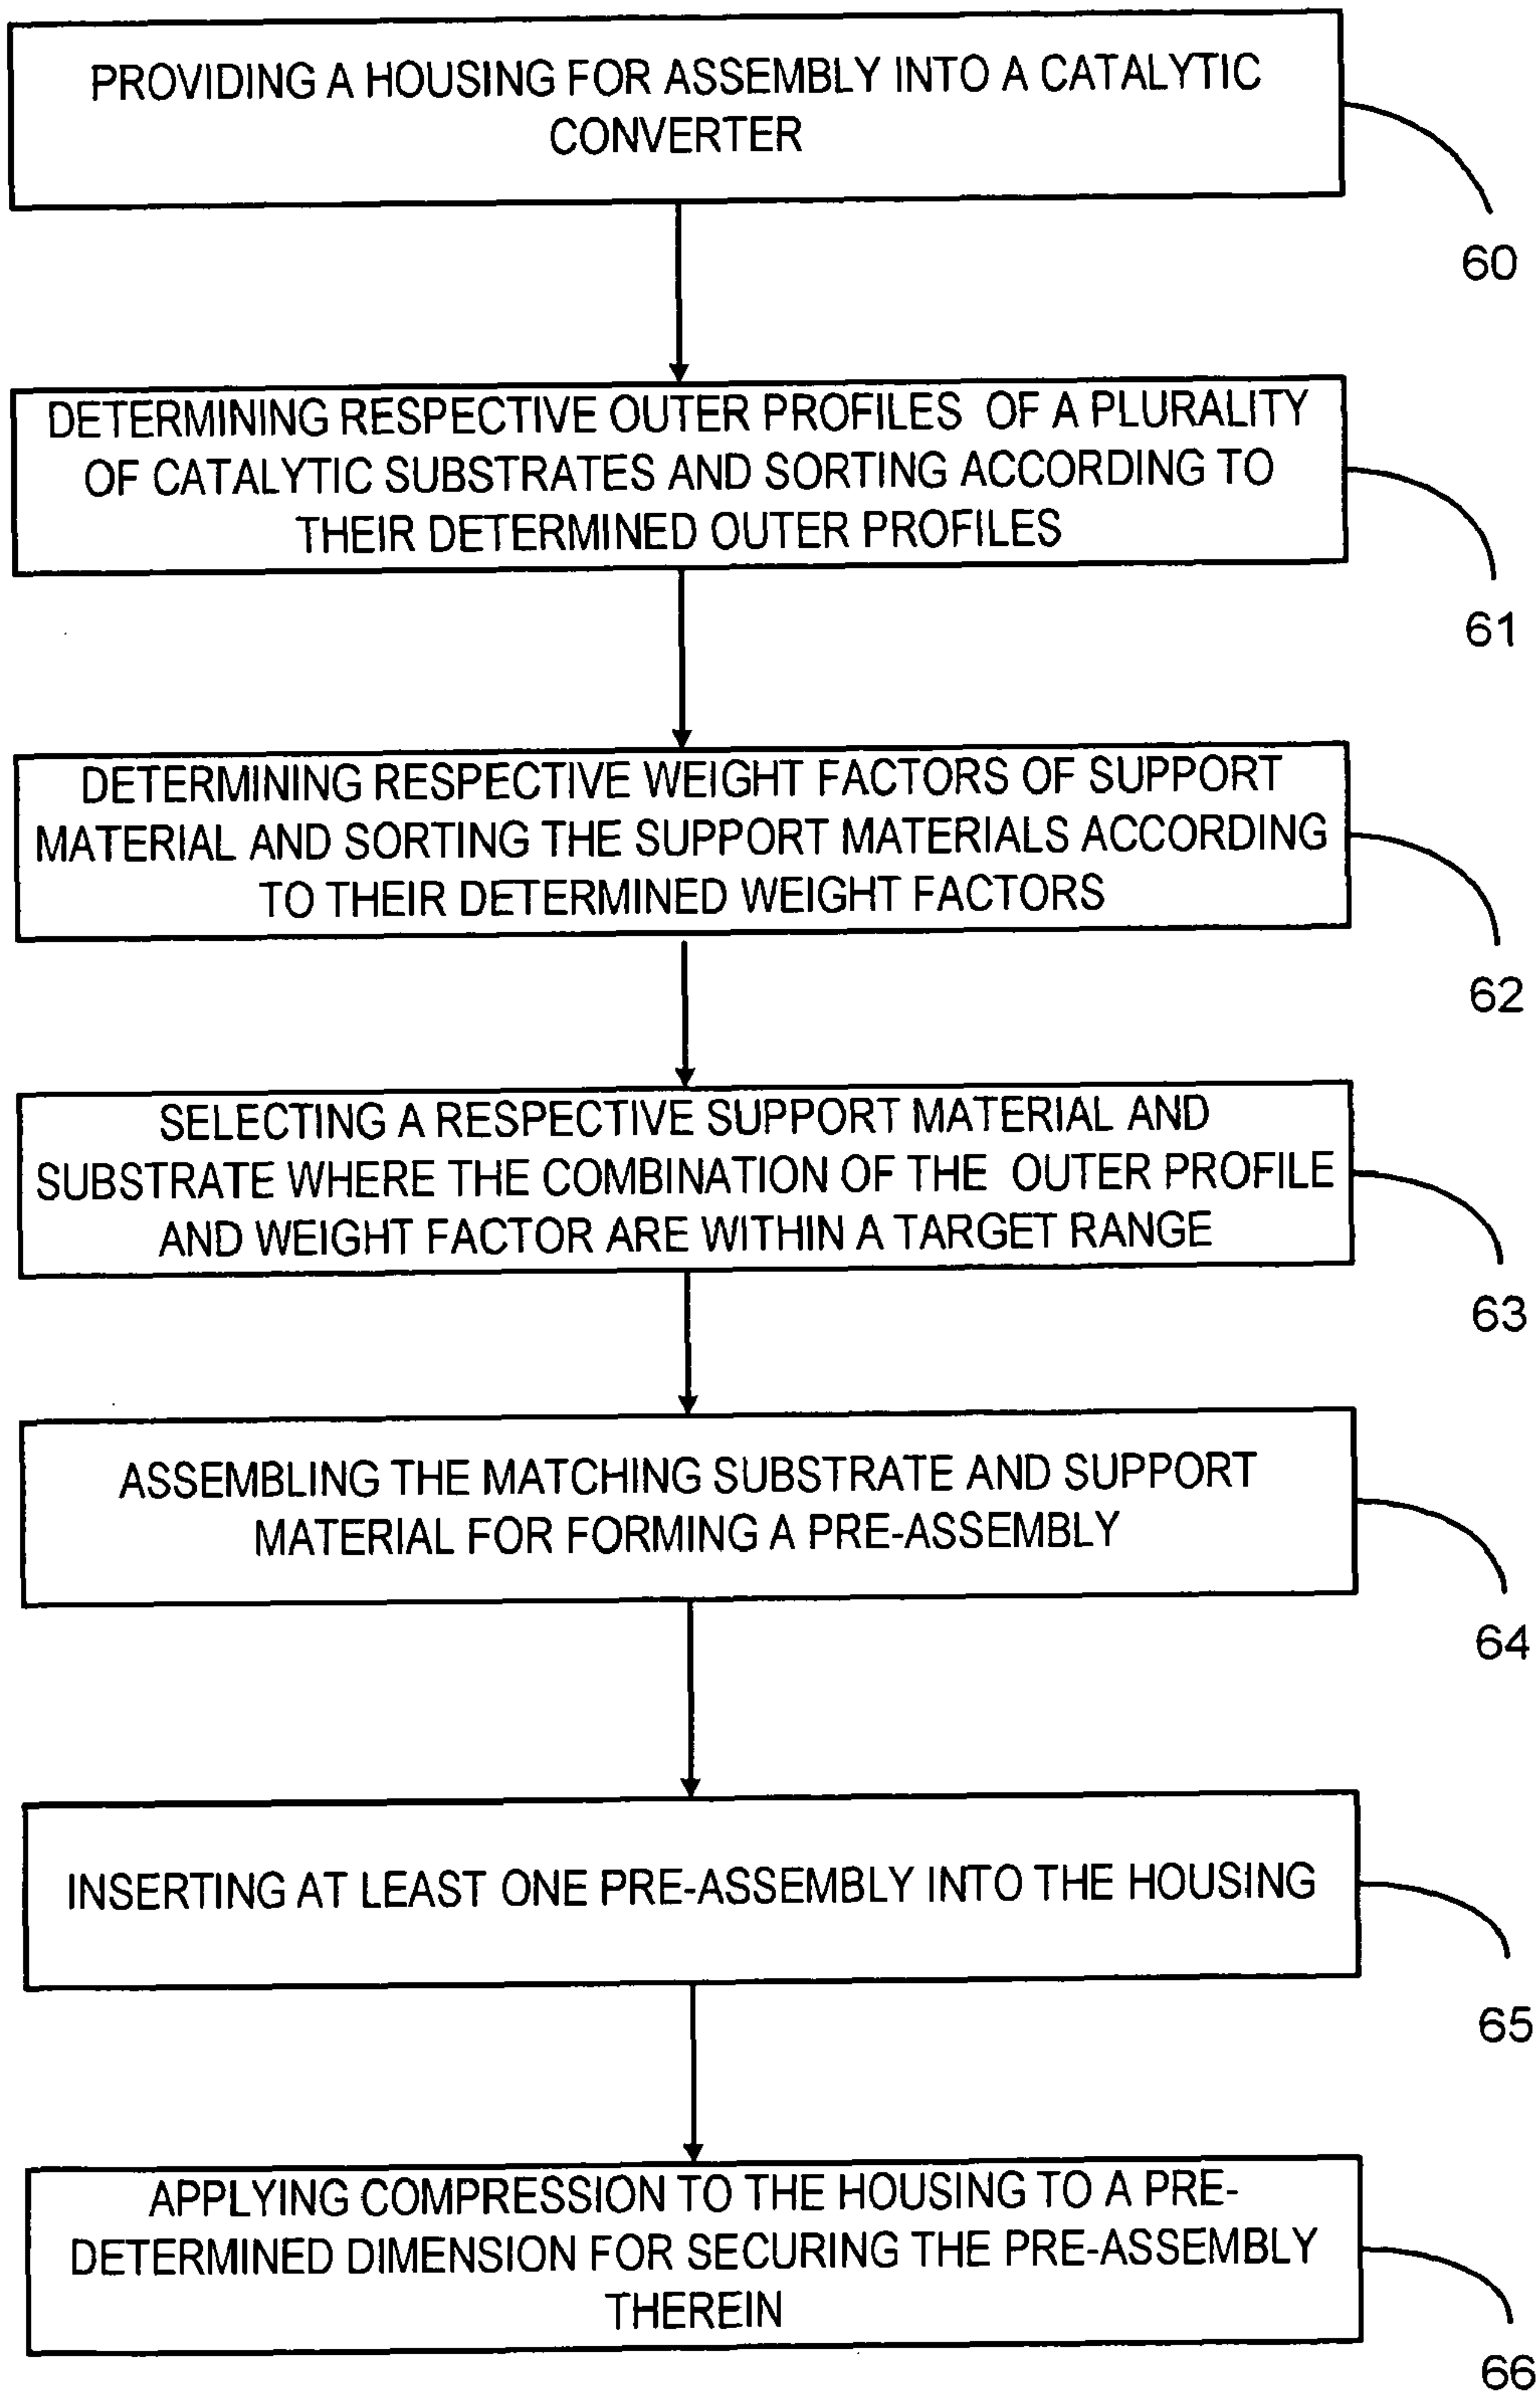 PROVIDING A HOUSING FOR ASSEMBLY INTO A CATALYTIC
CONVERTER
60
DETERMINING RESPECTIVE OUTER PROFILES OF A PLURALITY
OF CATALYTIC SUBSTRATES AND SORTING ACCORDING TO
THEIR DETERMINED OUTER PROFILES
61
DETERMINING RESPECTIVE WEIGHT FACTORS OF SUPPORT
MATERIAL AND SORTING THE SUPPORT MATERIALS ACCORDING
TO THEIR DETERMINED WEIGHT FACTORS
62
SELECTING A RESPECTIVE SUPPORT MATERIAL AND
SUBSTRATE WHERE THE COMBINATION OF THE OUTER PROFILE
AND WEIGHT FACTOR ARE WITHIN A TARGET RANGE
63
ASSEMBLING THE MATCHING SUBSTRATE AND SUPPORT
MATERIAL FOR FORMING A PRE-ASSEMBLY
64
INSERTING AT LEAST ONE PRE-ASSEMBLY INTO THE HOUSING
65
APPLYING COMPRESSION TO THE HOUSING TO A PRE-
DETERMINED DIMENSION FOR SECURING THE PRE-ASSEMBLY
THEREIN
66